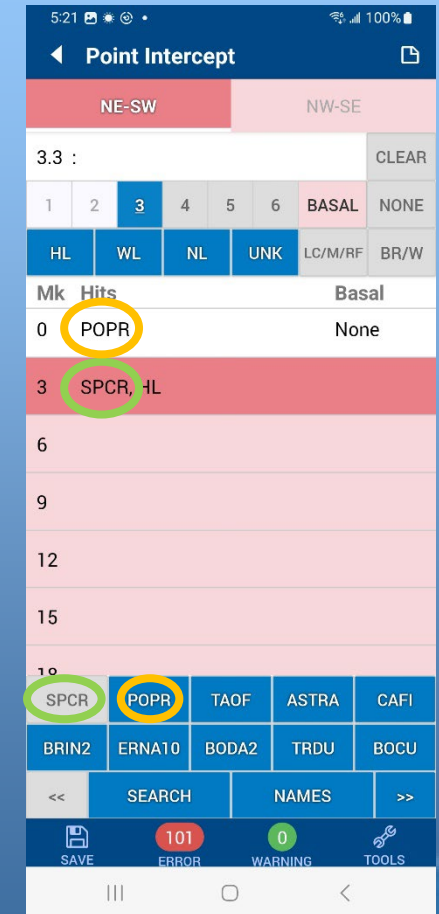 5:21 100%
Point Intercept
NE-SW NW-SE
3.3 : CLEAR
1 2 3 4 5 6 BASAL NONE
HL WL NL UNK LC/M/RF BR/W
Mk Hits Basal
0 POPR None
3 SPCR, HL
6
9
12
15
18
SPCR POPR TAOF ASTRA CAFI
BRIN2 ERNA10 BODA2 TRDU BOCU
<< SEARCH NAMES >>
101 0
SAVE ERROR WARNING TOOLS